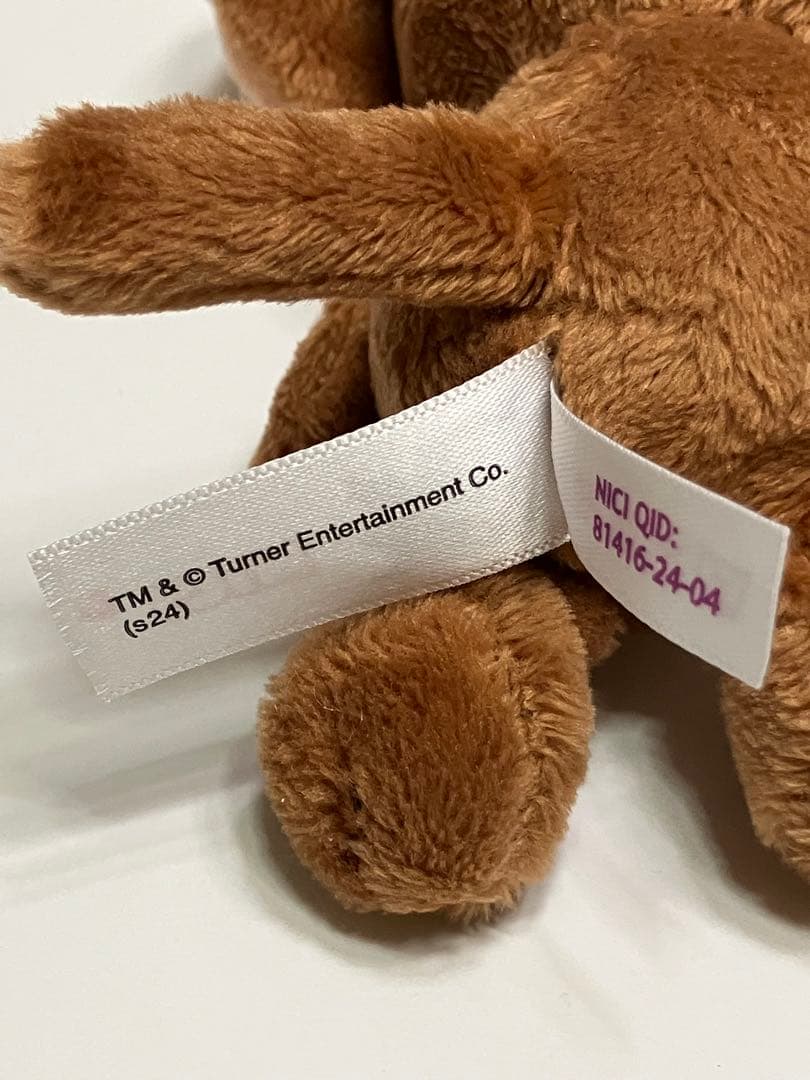 TM & © Turner Entertainment Co.
(s24)
NICI QID:
81416-24-04